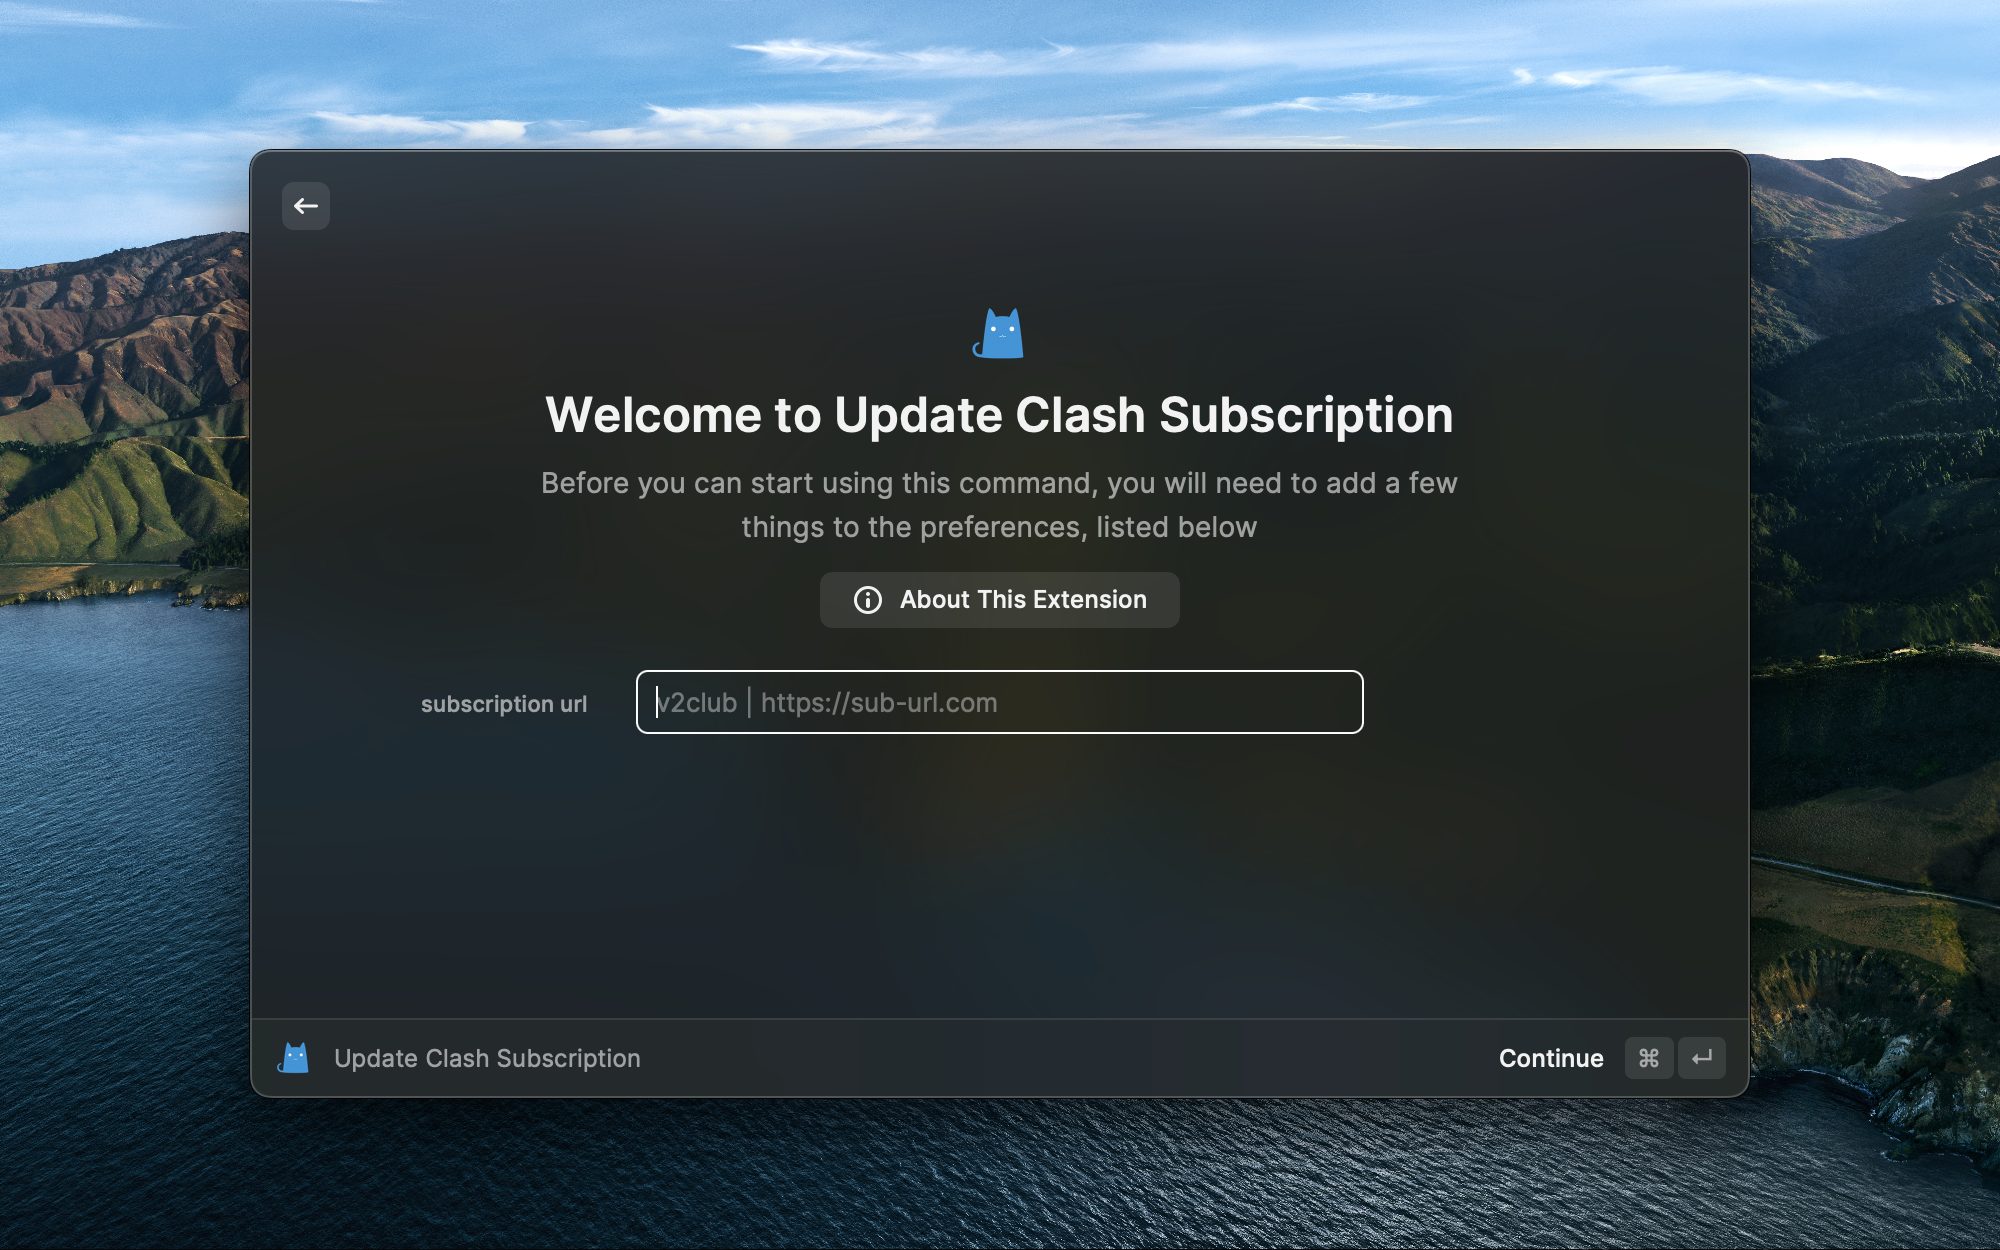 Welcome to Update Clash Subscription
Before you can start using this command, you will need to add a few
things to the preferences, listed below
About This Extension
subscription url
v2club | https://sub-url.com
Update Clash Subscription
Continue ⌘ ↵